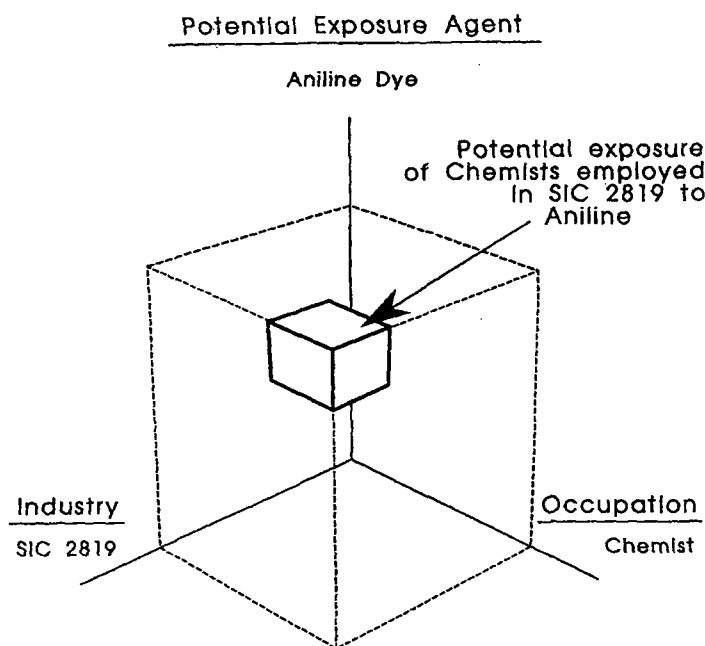 Potential Exposure Agent
Aniline Dye
Potential exposure
of Chemists employed
in SIC 2819 to
Aniline
Industry
SIC 2819
Occupation
Chemist